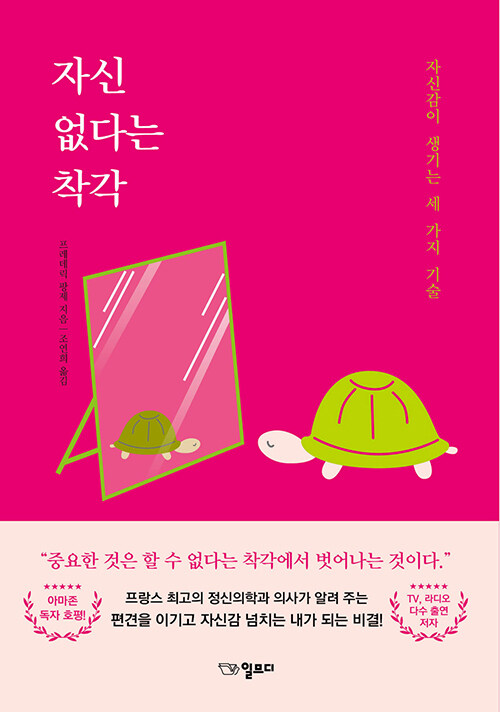 자신
없다는
착각
자신감이 생기는 세 가지 기술
프레데릭 팡제 지음 | 조연희 옮김
“중요한 것은 할 수 없다는 착각에서 벗어나는 것이다.”
★★★★★
아마존
독자 호평!
프랑스 최고의 정신의학과 의사가 알려 주는
편견을 이기고 자신감 넘치는 내가 되는 비결!
★★★★★
TV, 라디오
다수 출연
저자
일므디